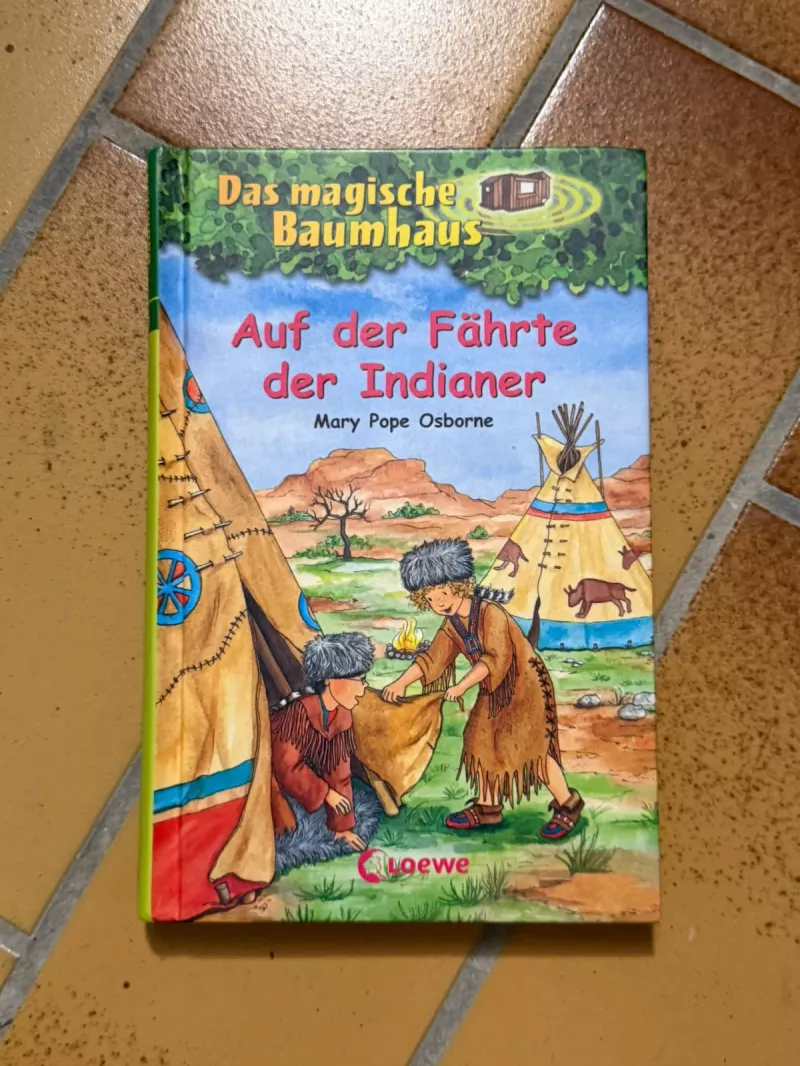 Das magische
Baumhaus
Auf der Fährte
der Indianer
Mary Pope Osborne
Loewe